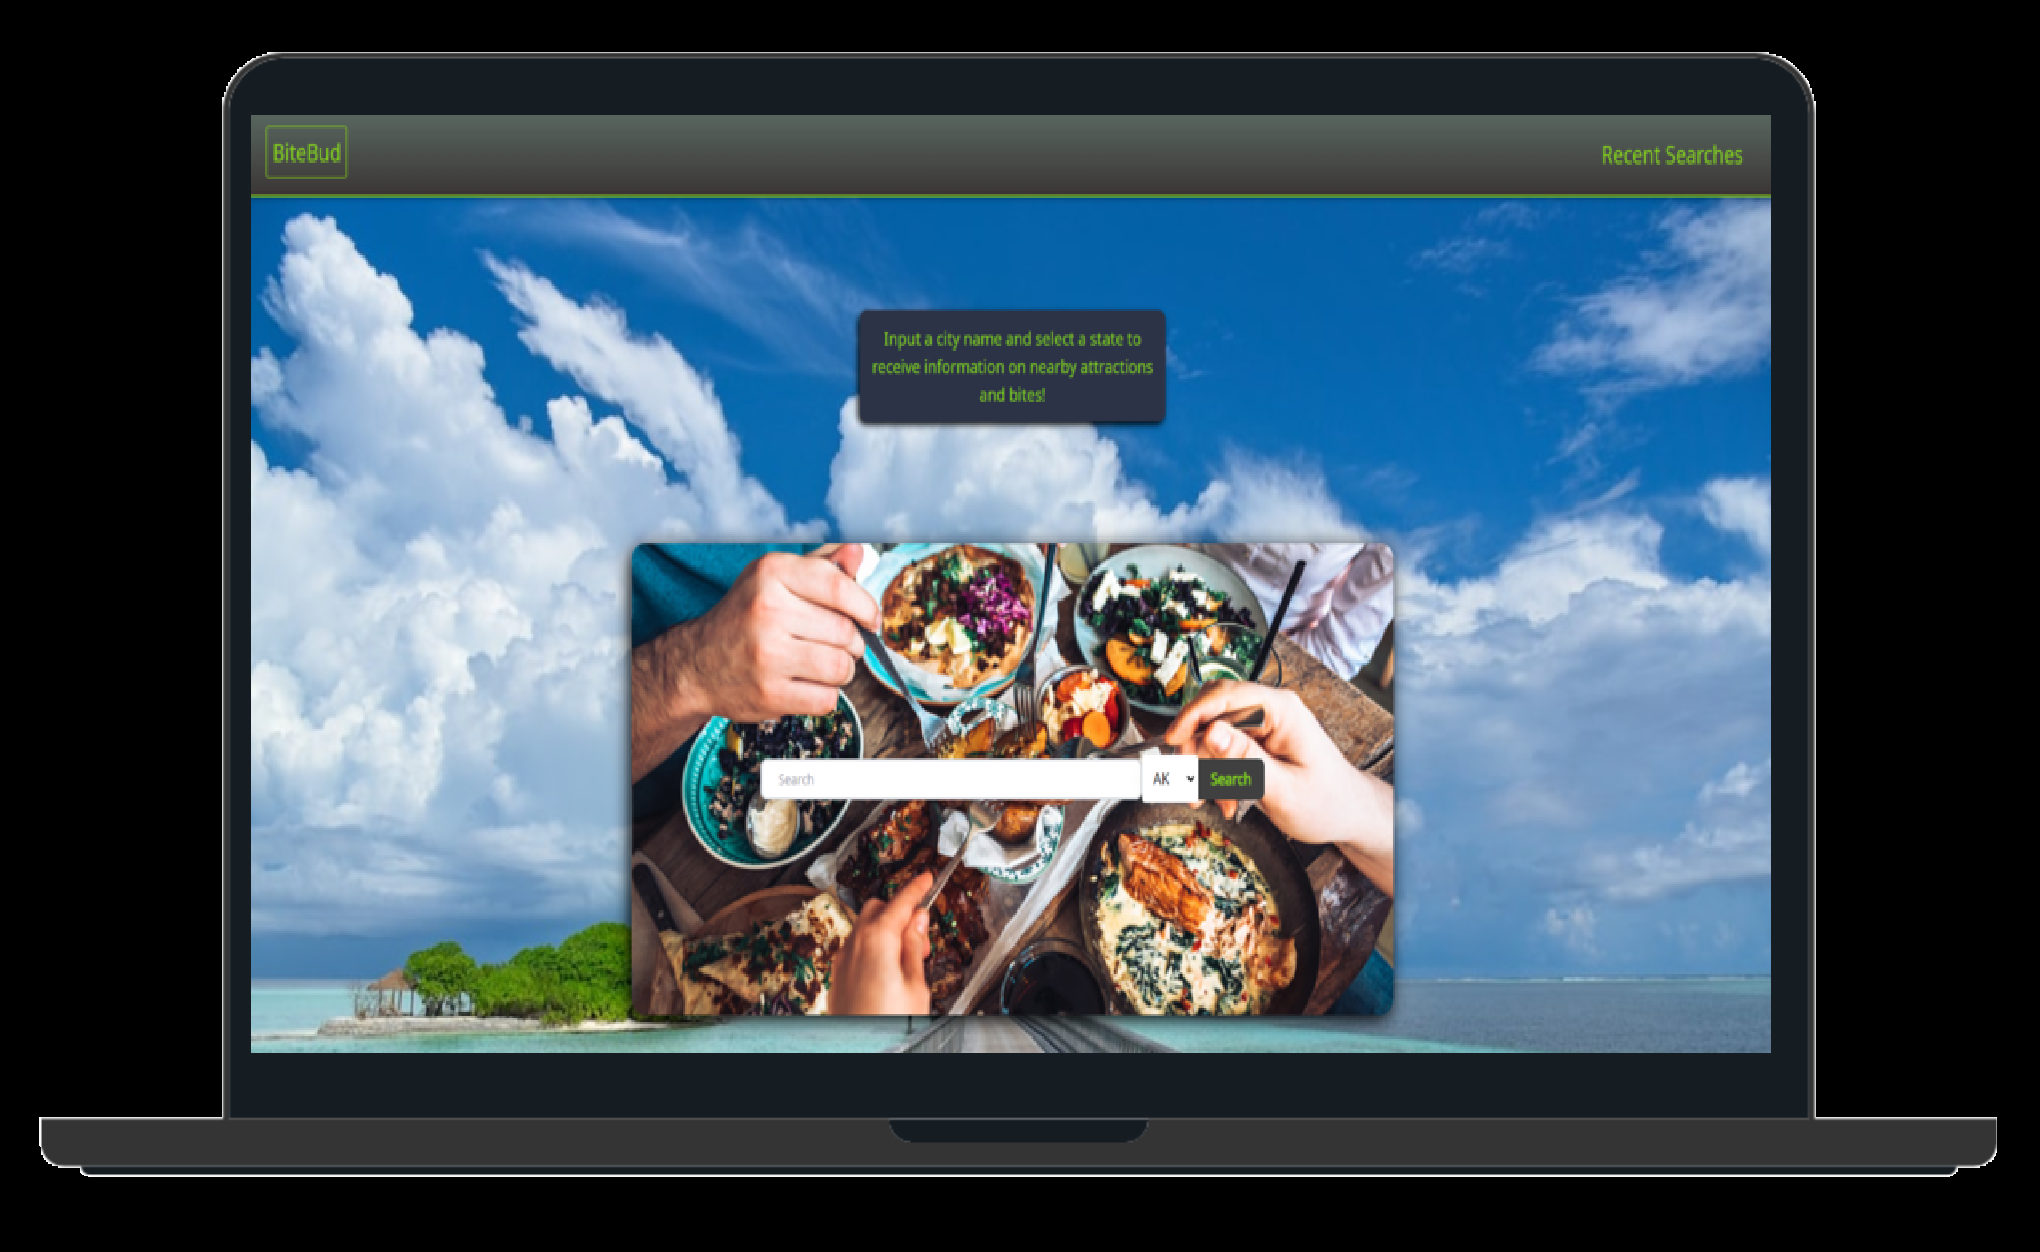 BiteBud
Recent Searches
Input a city name and select a state to
receive information on nearby attractions
and bites!
Search
AK
Search